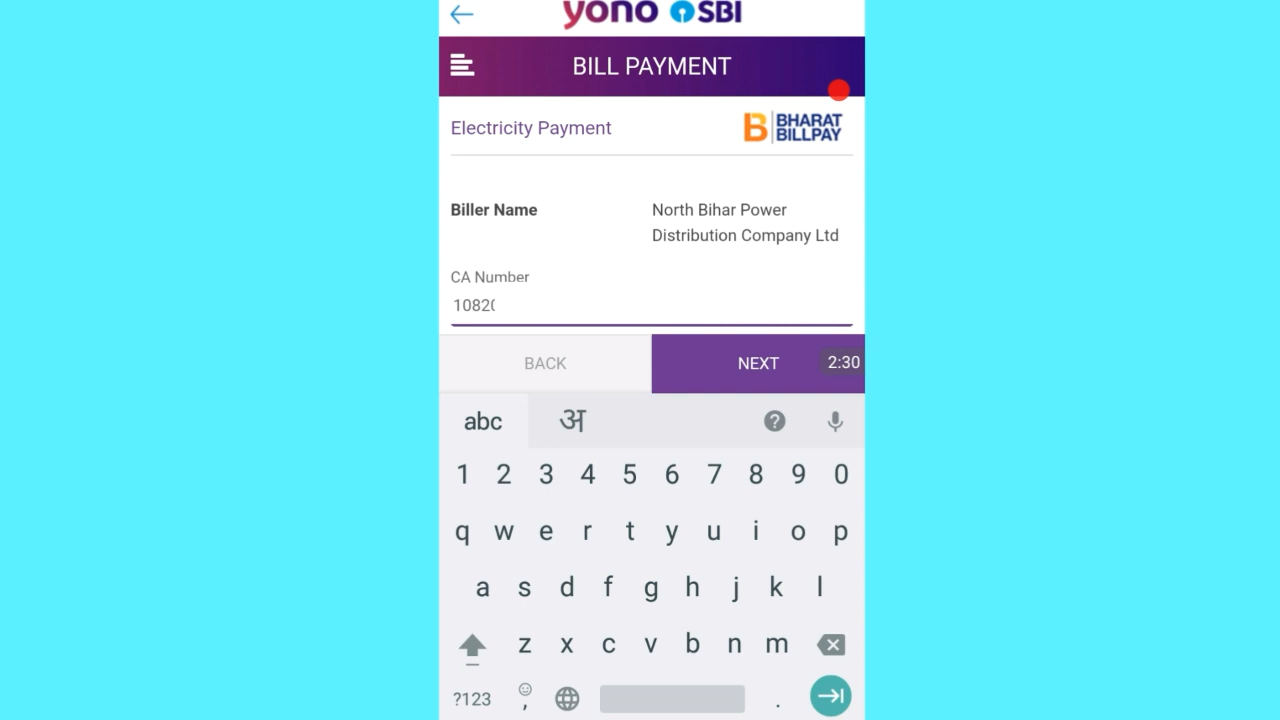 yono SBI
BILL PAYMENT
Electricity Payment
BHARAT
BILLPAY
Biller Name
North Bihar Power
Distribution Company Ltd
CA Number
10820
BACK
NEXT
2:30
abc
अ
?
1 2 3 4 5 6 7 8 9 0
q w e r t y u i o p
a s d f g h j k l
z x c v b n m
?123 , .